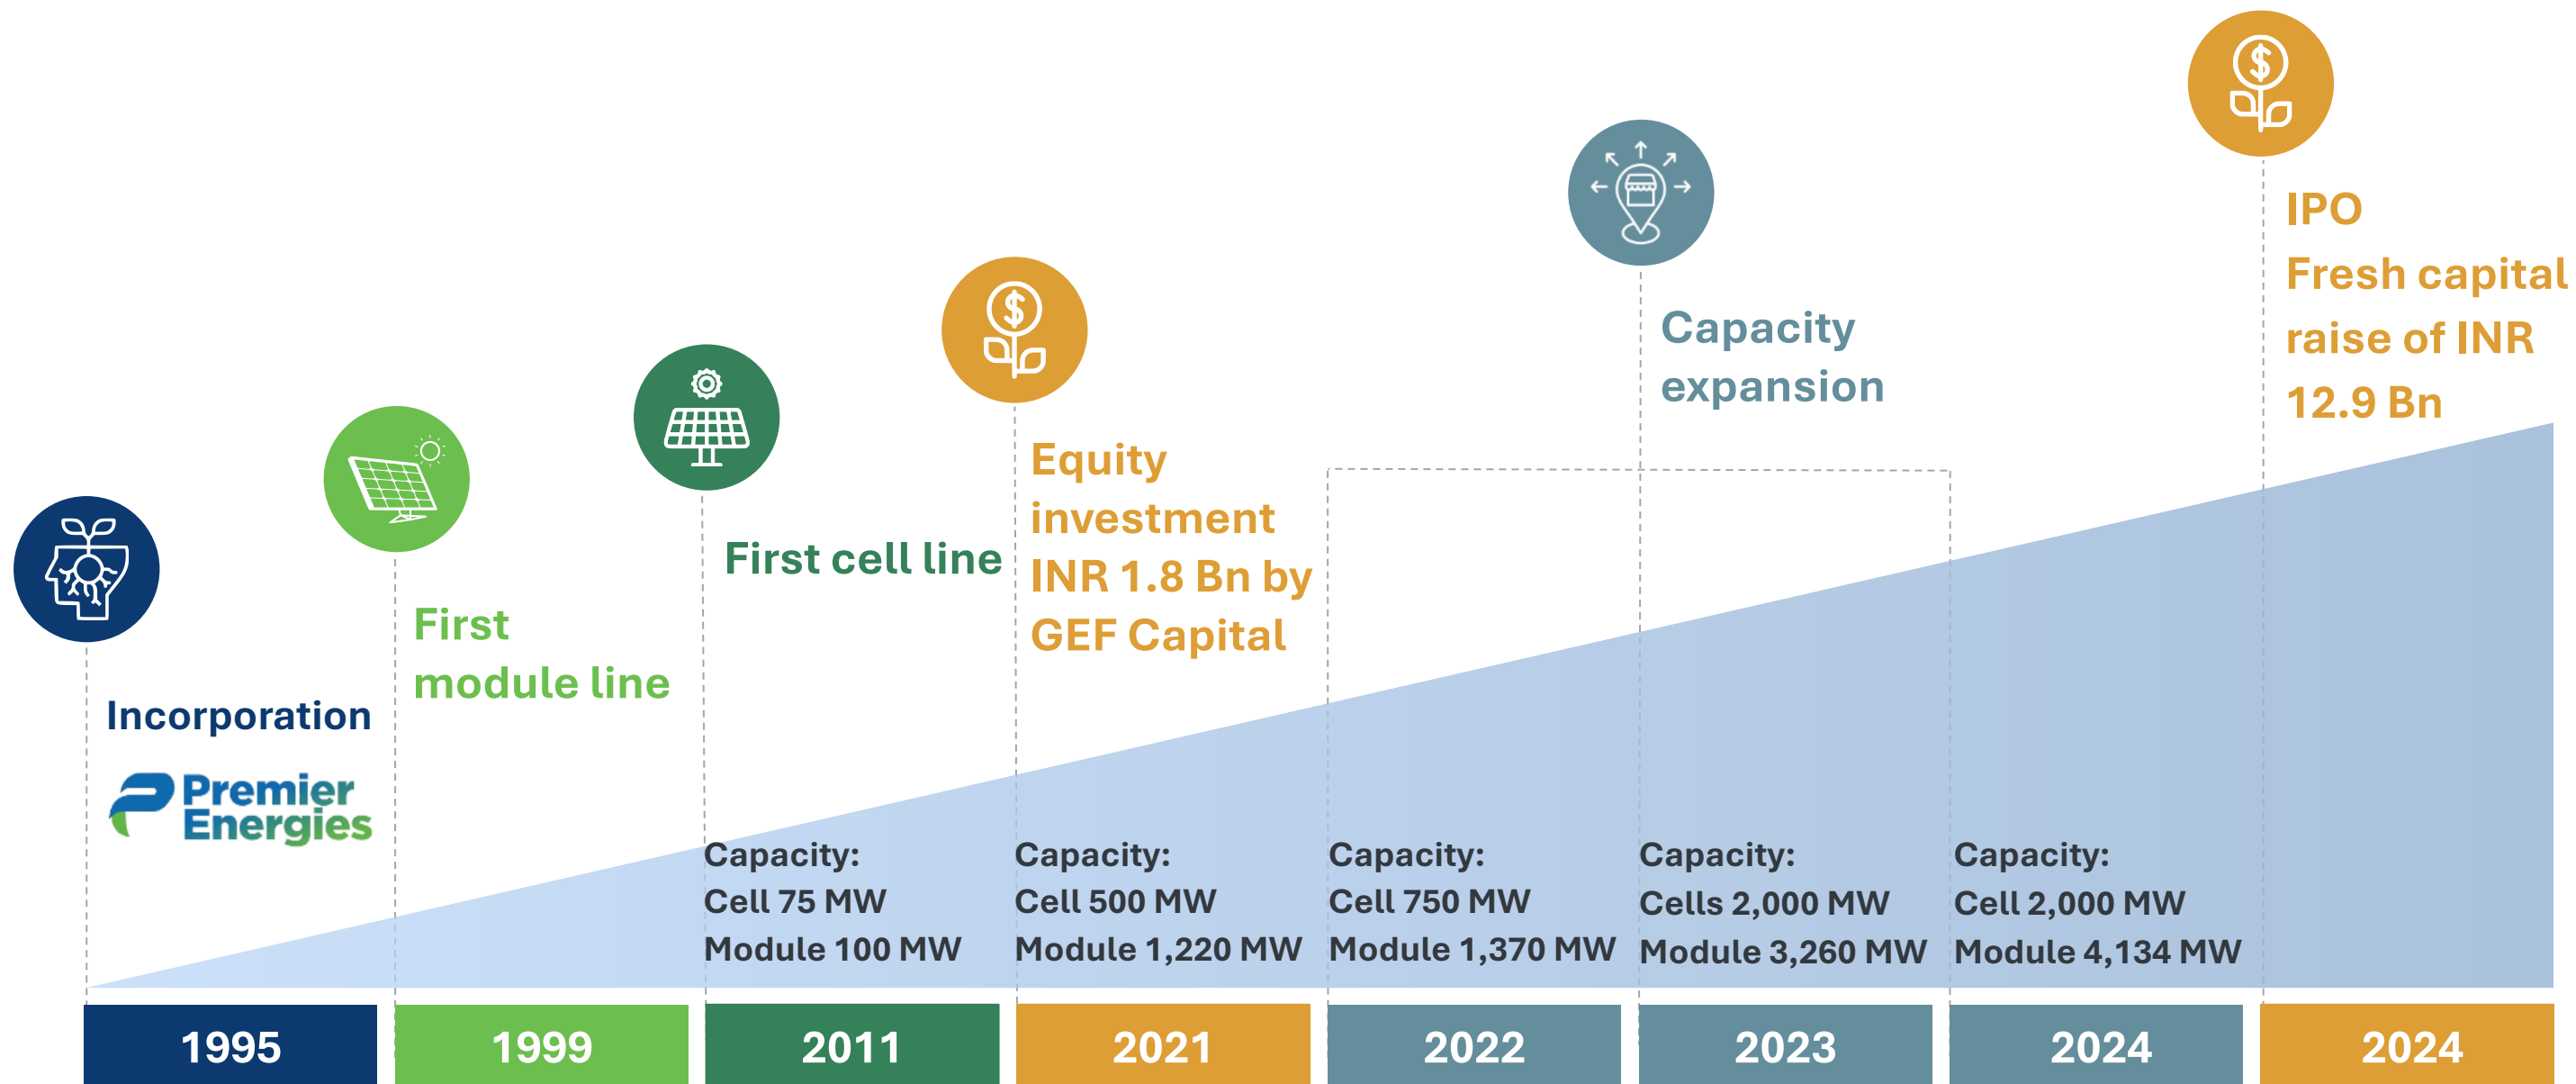 Incorporation
Premier
Energies
First
module line
First cell line
Equity
investment
INR 1.8 Bn by
GEF Capital
Capacity
expansion
IPO
Fresh capital
raise of INR
12.9 Bn
Capacity:
Cell 75 MW
Module 100 MW
Capacity:
Cell 500 MW
Module 1,220 MW
Capacity:
Cell 750 MW
Module 1,370 MW
Capacity:
Cells 2,000 MW
Module 3,260 MW
Capacity:
Cell 2,000 MW
Module 4,134 MW
1995
1999
2011
2021
2022
2023
2024
2024